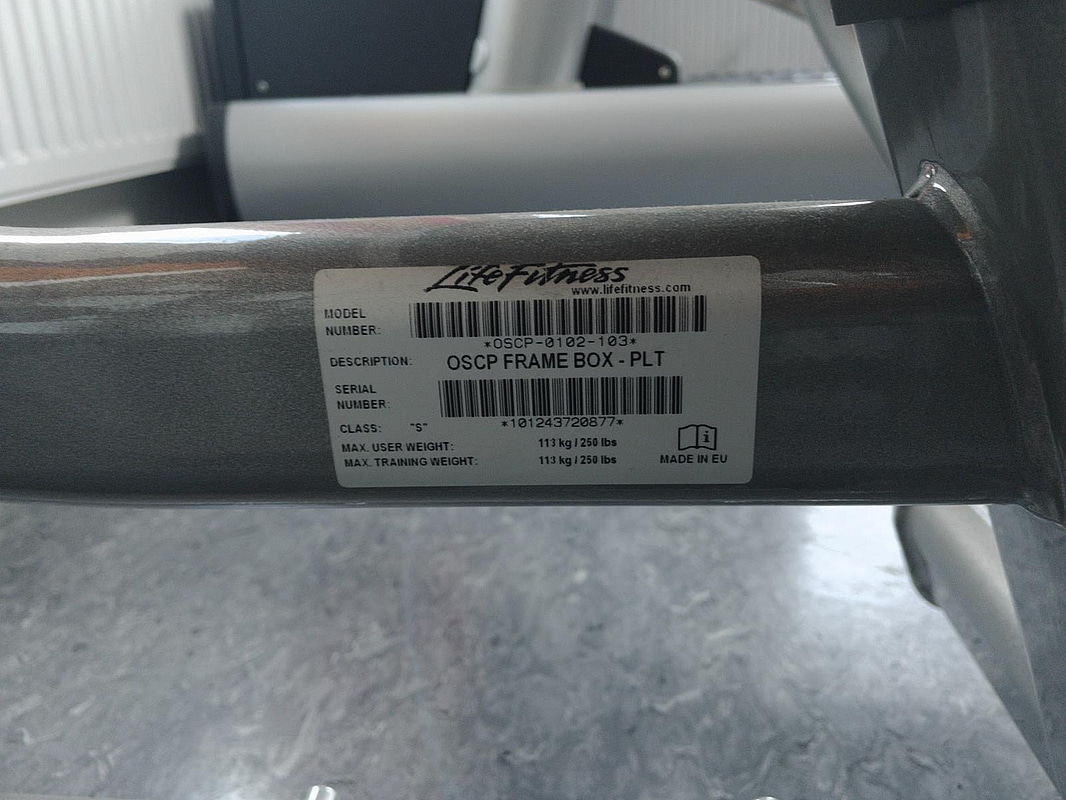 LifeFitness
www.lifefitness.com
MODEL
NUMBER:
*OSCP-0102-103*
DESCRIPTION: OSCP FRAME BOX - PLT
SERIAL
NUMBER:
*101243720877*
CLASS: "S"
MAX. USER WEIGHT: 113 kg / 250 lbs
MAX. TRAINING WEIGHT: 113 kg / 250 lbs
MADE IN EU